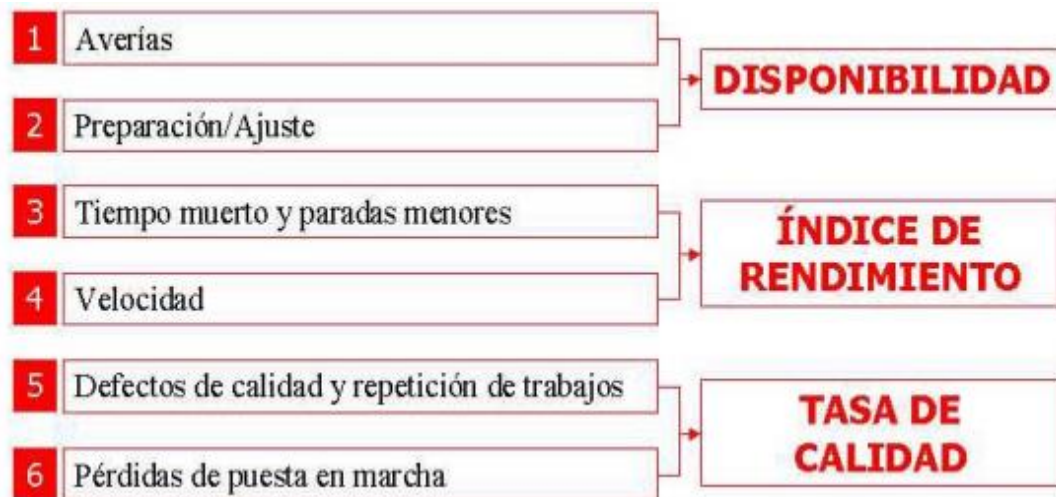 1 Averías
DISPONIBILIDAD
2 Preparación/Ajuste
3 Tiempo muerto y paradas menores
ÍNDICE DE
RENDIMIENTO
4 Velocidad
5 Defectos de calidad y repetición de trabajos
TASA DE
CALIDAD
6 Pérdidas de puesta en marcha